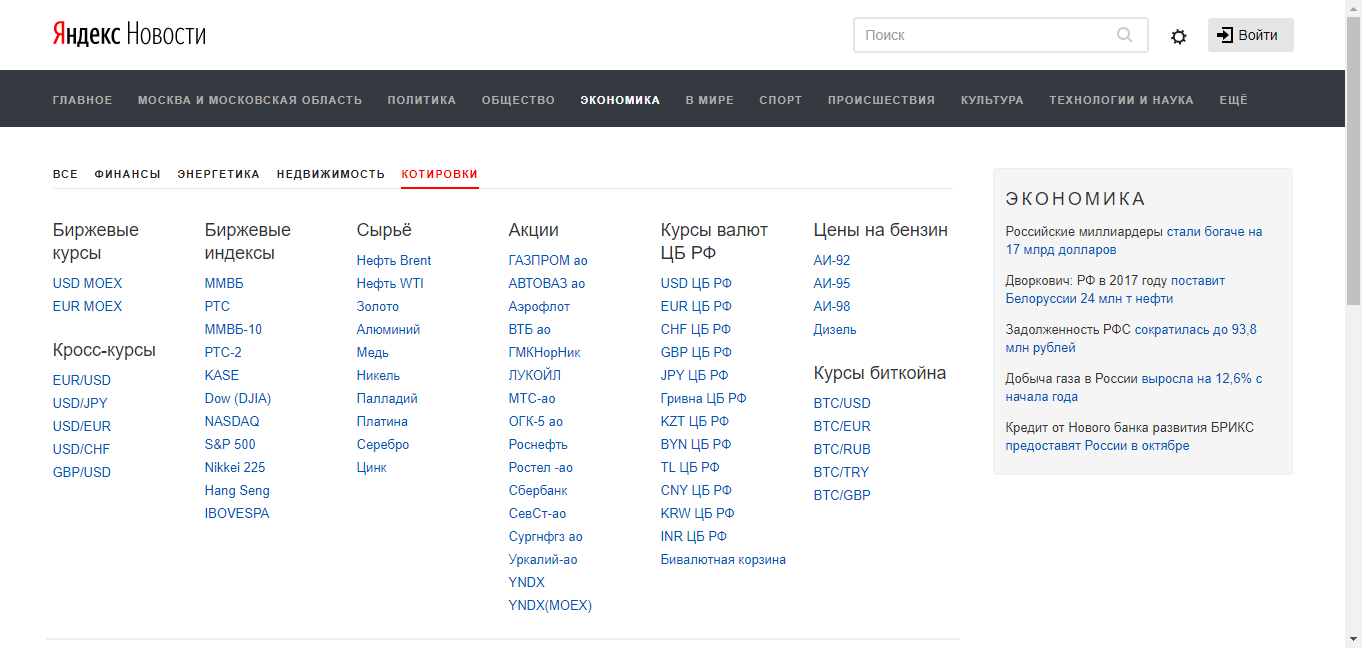 Яндекс Новости
Поиск
Войти
ГЛАВНОЕ МОСКВА И МОСКОВСКАЯ ОБЛАСТЬ ПОЛИТИКА ОБЩЕСТВО ЭКОНОМИКА В МИРЕ СПОРТ ПРОИСШЕСТВИЯ КУЛЬТУРА ТЕХНОЛОГИИ И НАУКА ЕЩЁ
ВСЕ ФИНАНСЫ ЭНЕРГЕТИКА НЕДВИЖИМОСТЬ КОТИРОВКИ
Биржевые
курсы
USD MOEX
EUR MOEX
Кросс-курсы
EUR/USD
USD/JPY
USD/EUR
USD/CHF
GBP/USD
Биржевые
индексы
ММВБ
РТС
ММВБ-10
РТС-2
KASE
Dow (DJIA)
NASDAQ
S&P 500
Nikkei 225
Hang Seng
IBOVESPA
Сырьё
Нефть Brent
Нефть WTI
Золото
Алюминий
Медь
Никель
Палладий
Платина
Серебро
Цинк
Акции
ГАЗПРОМ ао
АВТОВАЗ ао
Аэрофлот
ВТБ ао
ГМКНорНик
ЛУКОЙЛ
МТС-ао
ОГК-5 ао
Роснефть
Ростел -ао
Сбербанк
СевСт-ао
Сургнфгз ао
Уркалий-ао
YNDX
YNDX(MOEX)
Курсы валют
ЦБ РФ
USD ЦБ РФ
EUR ЦБ РФ
CHF ЦБ РФ
GBP ЦБ РФ
JPY ЦБ РФ
Гривна ЦБ РФ
KZT ЦБ РФ
BYN ЦБ РФ
TL ЦБ РФ
CNY ЦБ РФ
KRW ЦБ РФ
INR ЦБ РФ
Бивалютная корзина
Цены на бензин
АИ-92
АИ-95
АИ-98
Дизель
Курсы биткойна
BTC/USD
BTC/EUR
BTC/RUB
BTC/TRY
BTC/GBP
ЭКОНОМИКА
Российские миллиардеры стали богаче на
17 млрд долларов
Дворкович: РФ в 2017 году поставит
Белоруссии 24 млн т нефти
Задолженность РФС сократилась до 93,8
млн рублей
Добыча газа в России выросла на 12,6% с
начала года
Кредит от Нового банка развития БРИКС
предоставят России в октябре